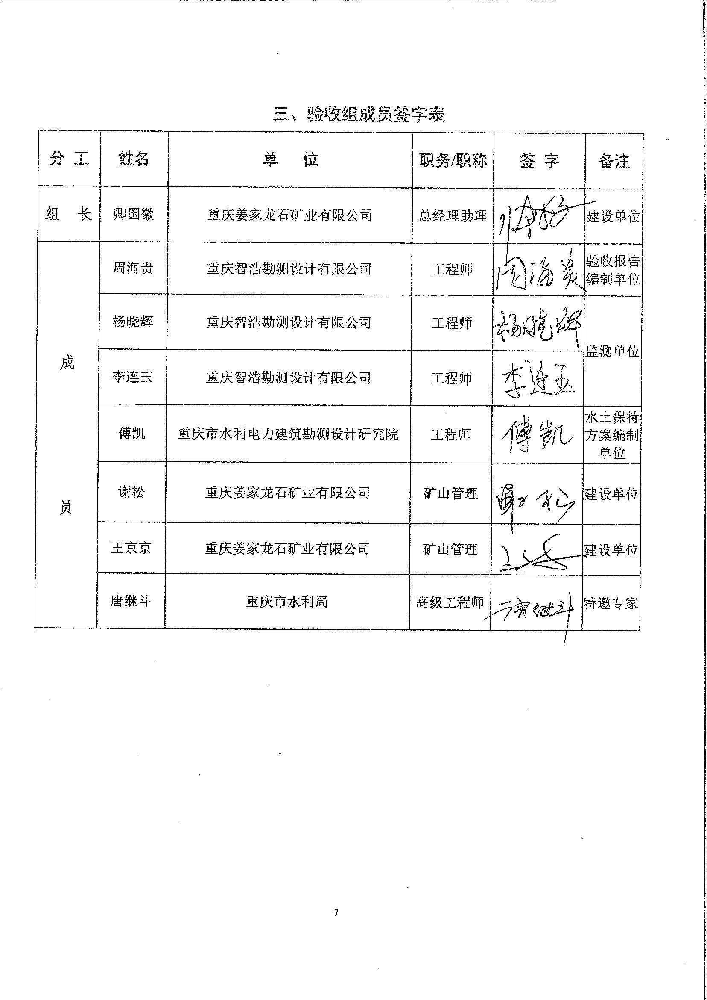 三、验收组成员签字表
分 工 姓名 单 位 职务/职称 签 字 备注
组 长 卿国徽 重庆姜家龙石矿业有限公司 总经理助理 建设单位
成 员
周海贵 重庆智浩勘测设计有限公司 工程师 周海贵 验收报告
编制单位
杨晓辉 重庆智浩勘测设计有限公司 工程师 杨晓辉 监测单位
李连玉 重庆智浩勘测设计有限公司 工程师 李连玉
傅凯 重庆市水利电力建筑勘测设计研究院 工程师 傅凯 水土保持
方案编制
单位
谢松 重庆姜家龙石矿业有限公司 矿山管理 谢松 建设单位
王京京 重庆姜家龙石矿业有限公司 矿山管理 建设单位
唐继斗 重庆市水利局 高级工程师 唐继斗 特邀专家
7